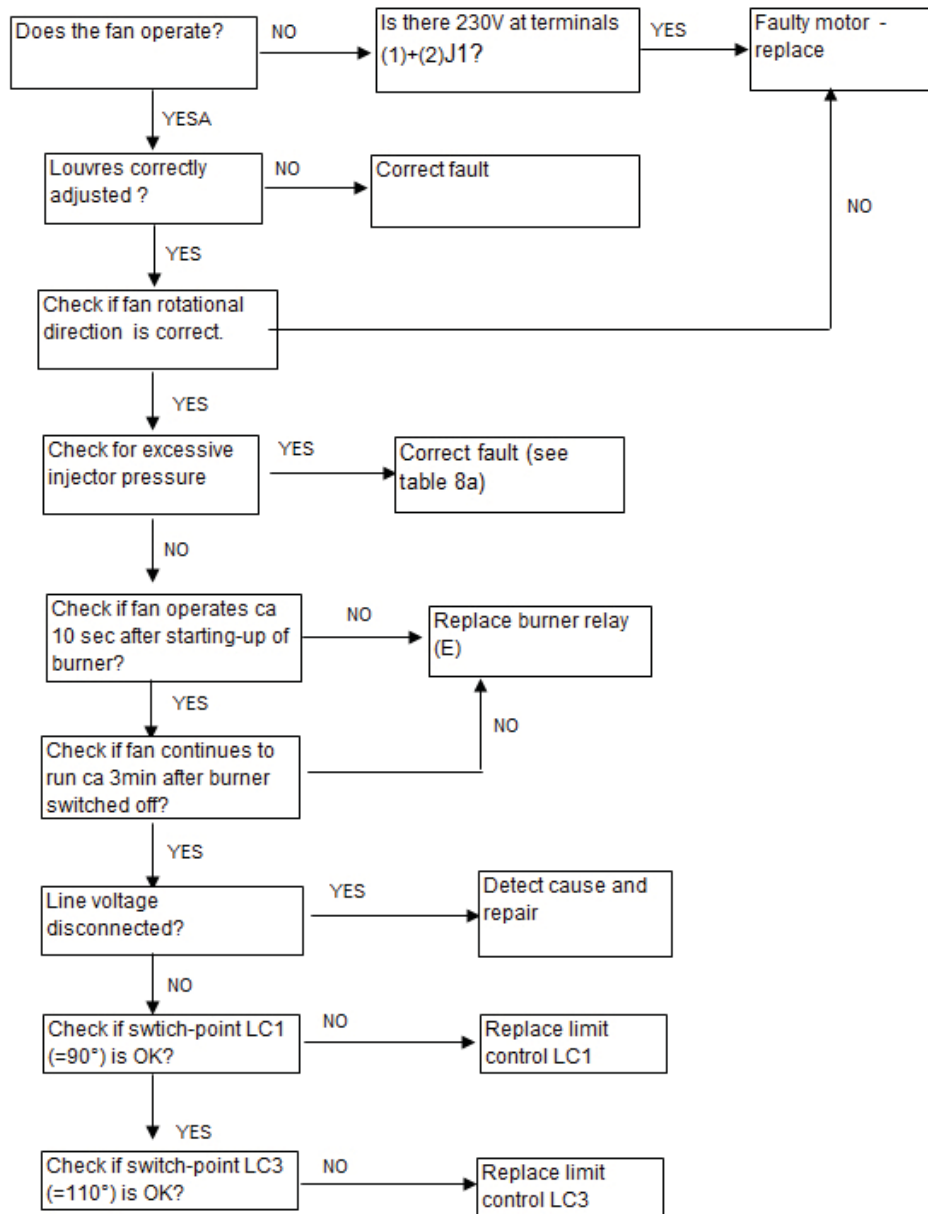 Does the fan operate?
NO
Is there 230V at terminals
(1)+(2)J1?
YES
Faulty motor -
replace
YESA
Louvres correctly
adjusted ?
NO
Correct fault
NO
YES
Check if fan rotational
direction is correct.
YES
Check for excessive
injector pressure
YES
Correct fault (see
table 8a)
NO
Check if fan operates ca
10 sec after starting-up of
burner?
NO
Replace burner relay
(E)
YES
NO
Check if fan continues to
run ca 3min after burner
switched off?
YES
Line voltage
disconnected?
YES
Detect cause and
repair
NO
Check if swtich-point LC1
(=90°) is OK?
NO
Replace limit
control LC1
YES
Check if switch-point LC3
(=110°) is OK?
NO
Replace limit
control LC3